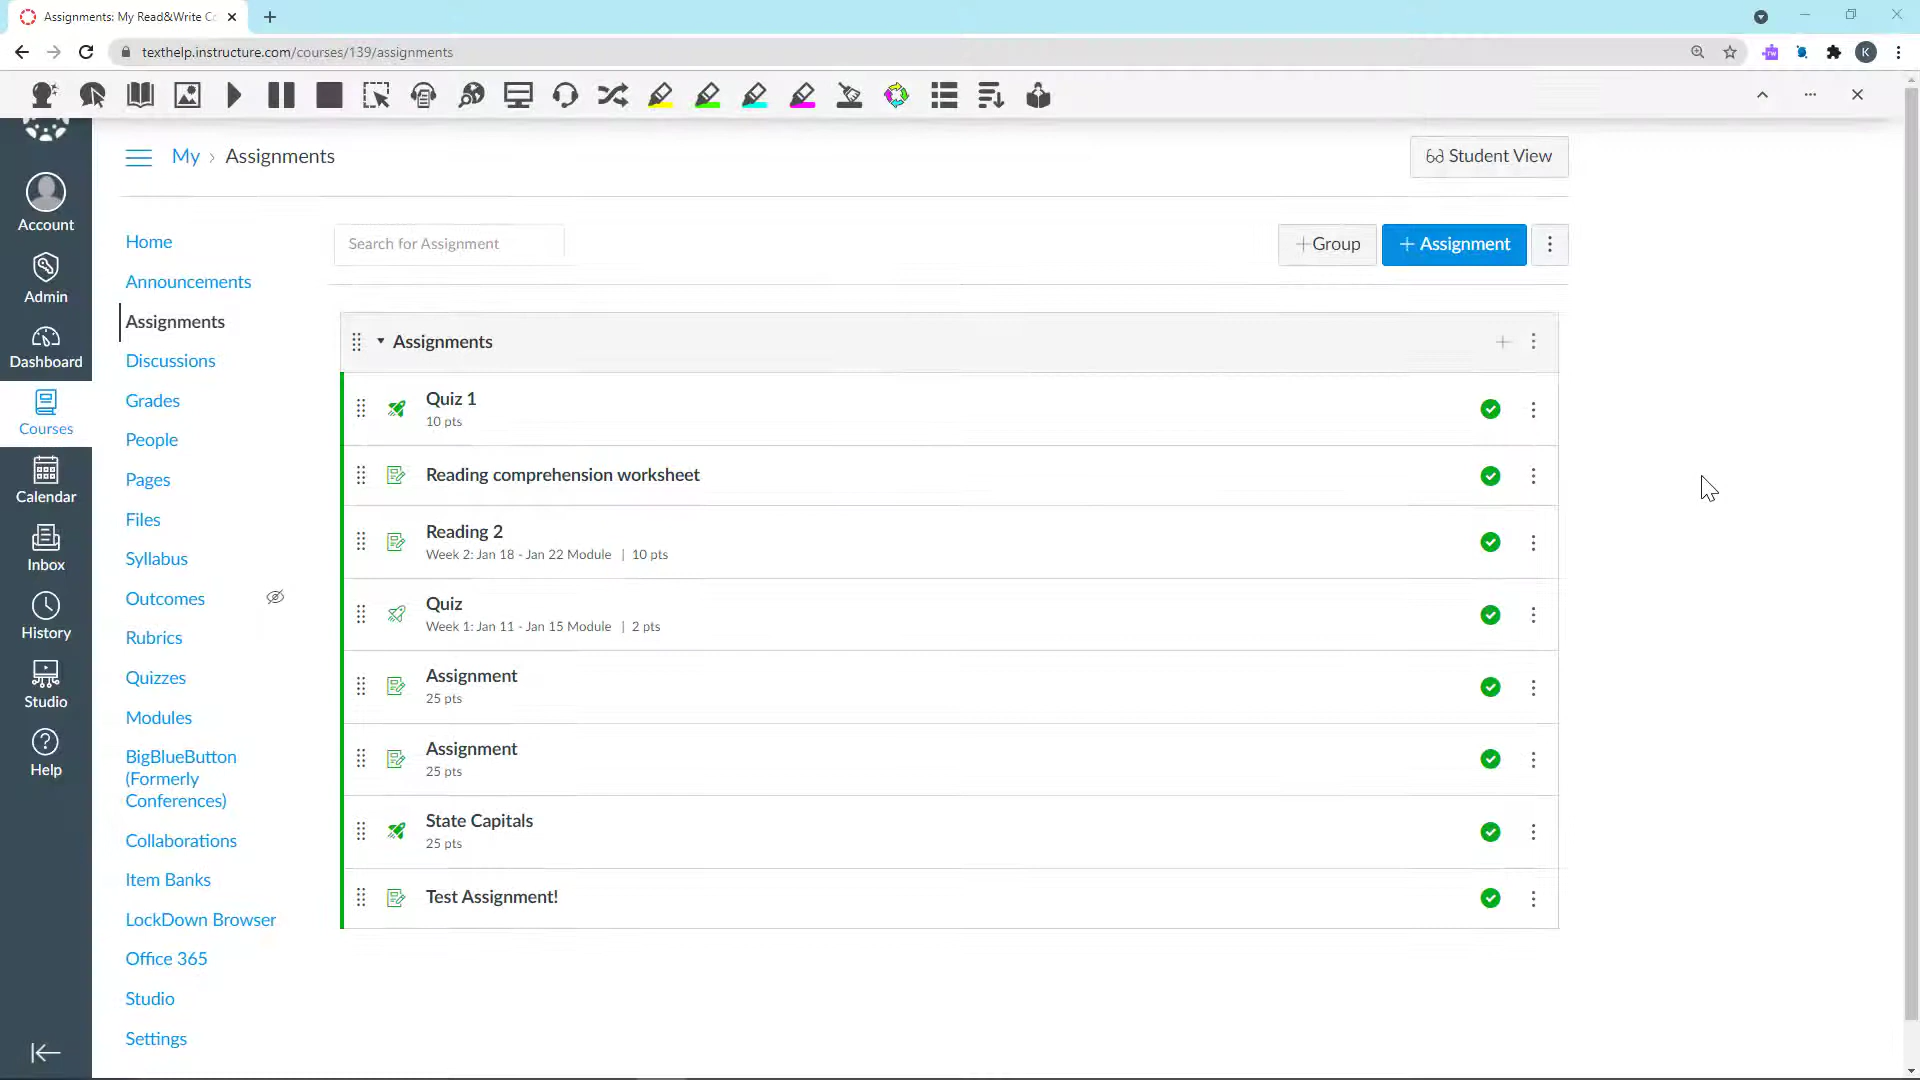 Assignments: My Read&Write Co
texthelp.instructure.com/courses/139/assignments
rw
K
My › Assignments
Student View
Account
Admin
Dashboard
Courses
Calendar
Inbox
History
Studio
Help
Home
Announcements
Assignments
Discussions
Grades
People
Pages
Files
Syllabus
Outcomes
Rubrics
Quizzes
Modules
BigBlueButton
(Formerly
Conferences)
Collaborations
Item Banks
LockDown Browser
Office 365
Studio
Settings
Search for Assignment
+Group
+ Assignment
Assignments
Quiz 1
10 pts
Reading comprehension worksheet
Reading 2
Week 2: Jan 18 - Jan 22 Module | 10 pts
Quiz
Week 1: Jan 11 - Jan 15 Module | 2 pts
Assignment
25 pts
Assignment
25 pts
State Capitals
25 pts
Test Assignment!